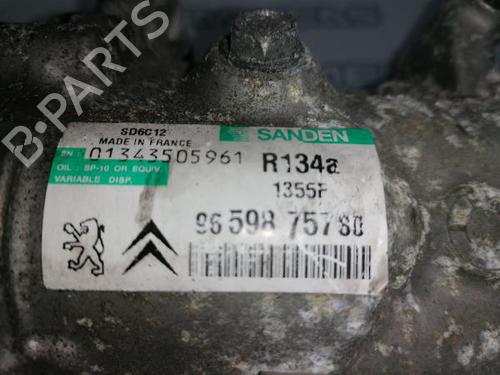 B-PARTS
SD6C12
MADE IN FRANCE
SANDEN
SN 01343505961
R134a
OIL : SP-10 OR EQUIV.
VARIABLE DISP.
1355F
96 598 757 80